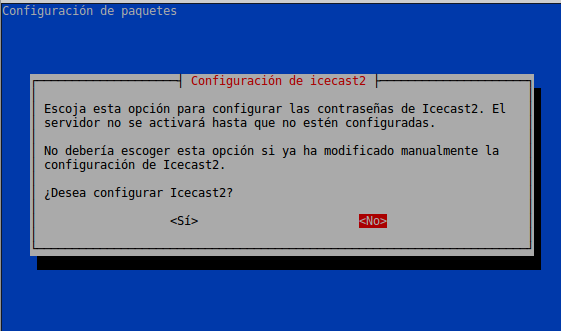 Configuración de paquetes
Configuración de icecast2
Escoja esta opción para configurar las contraseñas de Icecast2. El
servidor no se activará hasta que no estén configuradas.
No debería escoger esta opción si ya ha modificado manualmente la
configuración de Icecast2.
¿Desea configurar Icecast2?
<Sí> <No>